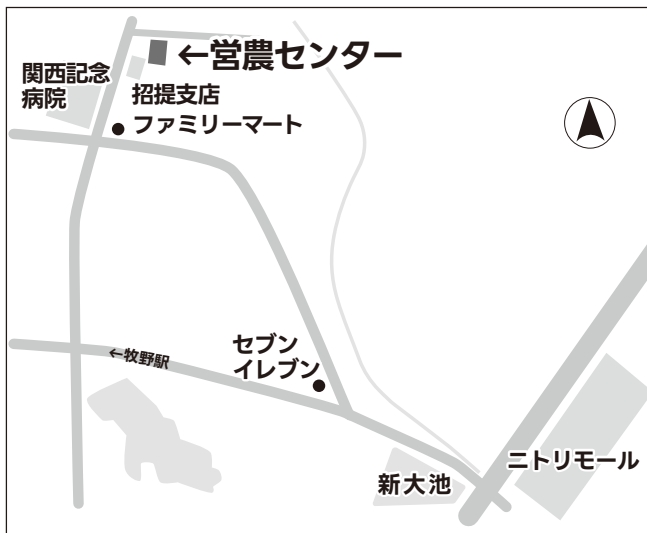 ←営農センター
関西記念
病院
招提支店
ファミリーマート
セブン
イレブン
←牧野駅
ニトリモール
新大池